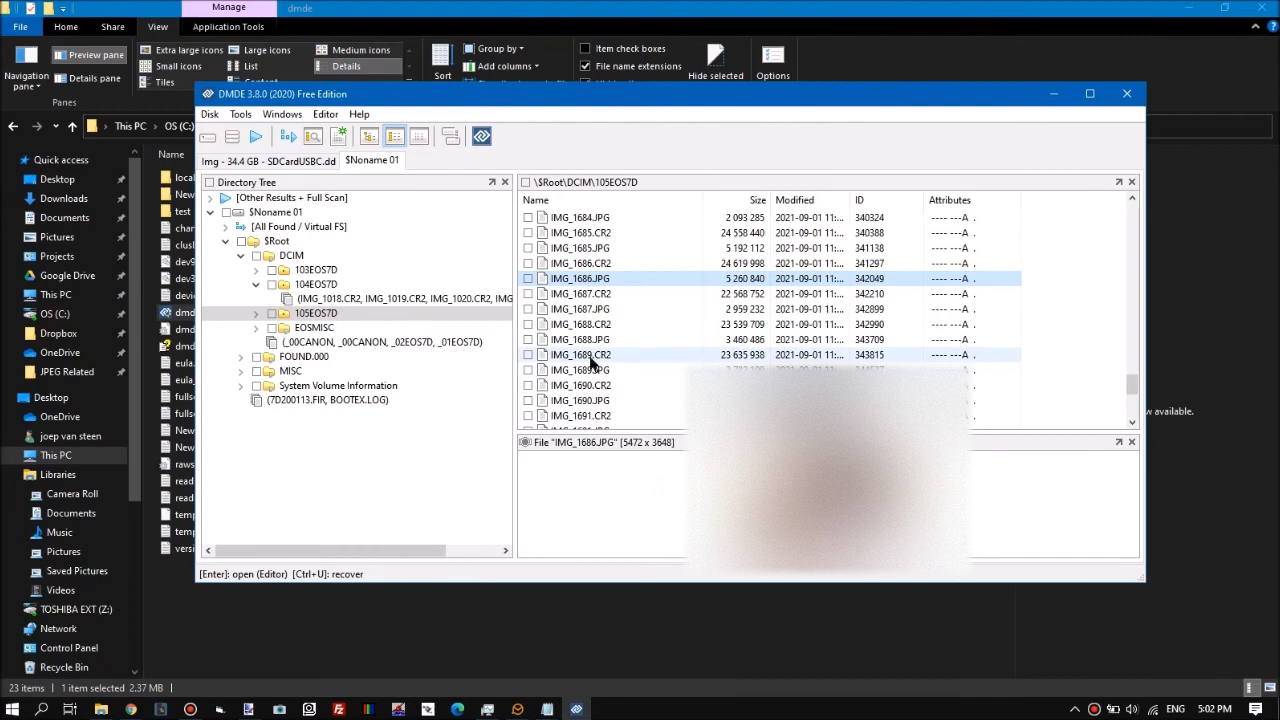 Manage
dmde
File
Home
Share
View
Application Tools
Navigation pane
Preview pane
Details pane
Panes
Extra large icons
Large icons
Medium icons
Small icons
List
Details
Tiles
Sort
Group by
Add columns
Item check boxes
File name extensions
Hide selected
Options
This PC
OS (C:)
Quick access
Desktop
Downloads
Documents
Pictures
Projects
Google Drive
This PC
OS (C:)
Dropbox
OneDrive
JPEG Related
Desktop
OneDrive
joep van steen
This PC
Libraries
Camera Roll
Documents
Music
Pictures
Saved Pictures
Videos
TOSHIBA EXT (Z:)
Network
Control Panel
Recycle Bin
Name
DMDE 3.8.0 (2020) Free Edition
Disk
Tools
Windows
Editor
Help
Img - 34.4 GB - SDCardUSBC.dd
$Noname 01
Directory Tree
[Other Results + Full Scan]
$Noname 01
[All Found / Virtual FS]
$Root
DCIM
103EOS7D
104EOS7D
(IMG_1018.CR2, IMG_1019.CR2, IMG_1020.CR2, IMG
105EOS7D
EOSMISC
(_00CANON, _00CANON, _02EOS7D, _01EOS7D)
FOUND.000
MISC
System Volume Information
(7D200113.FIR, BOOTEX.LOG)
\$Root\DCIM\105EOS7D
Name Size Modified ID Attributes
IMG_1684.JPG 2 093 285 2021-09-01 11:... 340324 ---- ---A .
IMG_1685.CR2 24 558 440 2021-09-01 11:... 340388 ---- ---A .
IMG_1685.JPG 5 192 112 2021-09-01 11:... 341138 ---- ---A .
IMG_1686.CR2 24 619 998 2021-09-01 11:... 341297 ---- ---A .
IMG_1686.JPG 5 260 840 2021-09-01 11:... 342049 ---- ---A .
IMG_1687.CR2 22 568 752 2021-09-01 11:... 342210 ---- ---A .
IMG_1687.JPG 2 959 232 2021-09-01 11:... 342899 ---- ---A .
IMG_1688.CR2 23 539 709 2021-09-01 11:... 342990 ---- ---A .
IMG_1688.JPG 3 460 486 2021-09-01 11:... 343709 ---- ---A .
IMG_1689.CR2 23 635 938 2021-09-01 11:... 343815 ---- ---A .
IMG_1689.JPG
IMG_1690.CR2
IMG_1690.JPG
IMG_1691.CR2
File "IMG_1686.JPG" [5472 x 3648]
[Enter]: open (Editor) [Ctrl+U]: recover
w available.
23 items
1 item selected 2.37 MB
ENG
5:02 PM